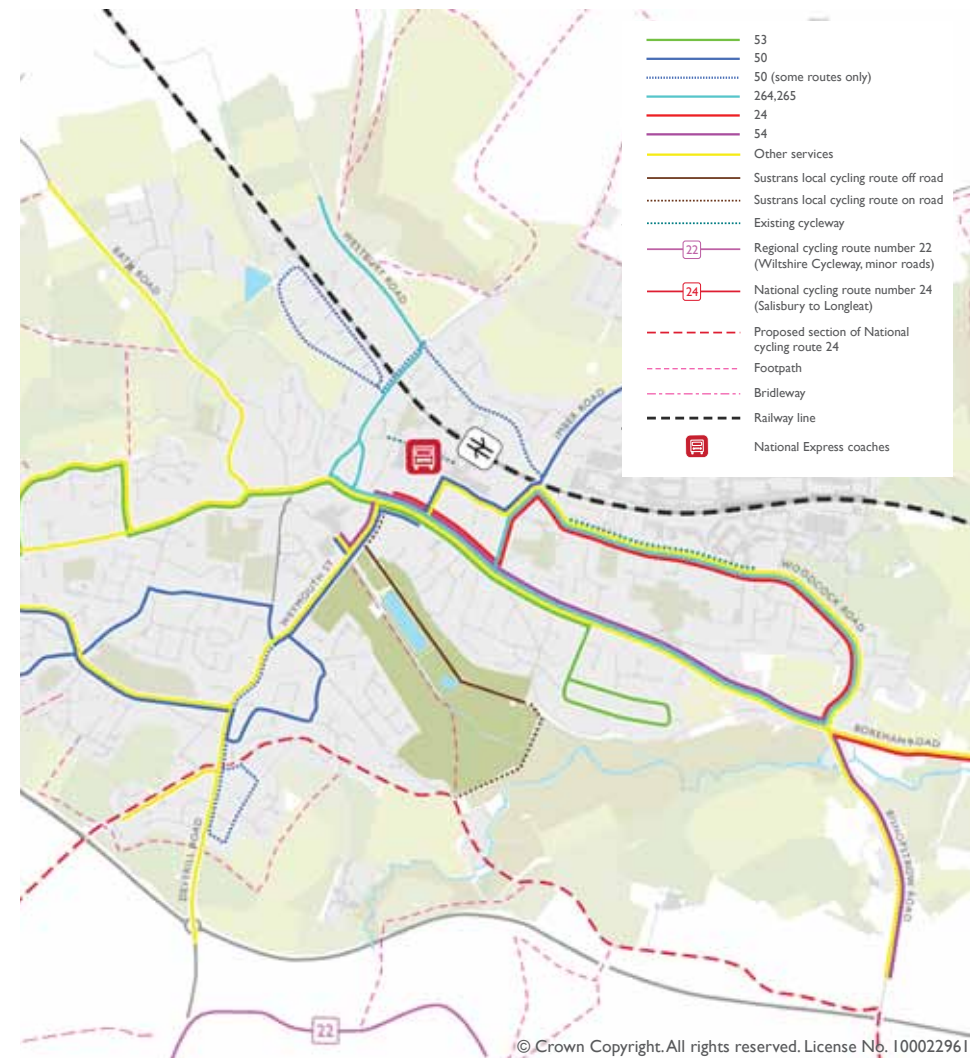 53
50
50 (some routes only)
264,265
24
54
Other services
Sustrans local cycling route off road
Sustrans local cycling route on road
Existing cycleway
22
Regional cycling route number 22
(Wiltshire Cycleway, minor roads)
24
National cycling route number 24
(Salisbury to Longleat)
Proposed section of National
cycling route 24
Footpath
Bridleway
Railway line
National Express coaches
BATH ROAD
WESTBURY ROAD
IMBER ROAD
WEYMOUTH ST
WOODCOCK ROAD
BOREHAM ROAD
BISHOPSTROW ROAD
DEVERILL ROAD
22
© Crown Copyright. All rights reserved. License No. 100022961